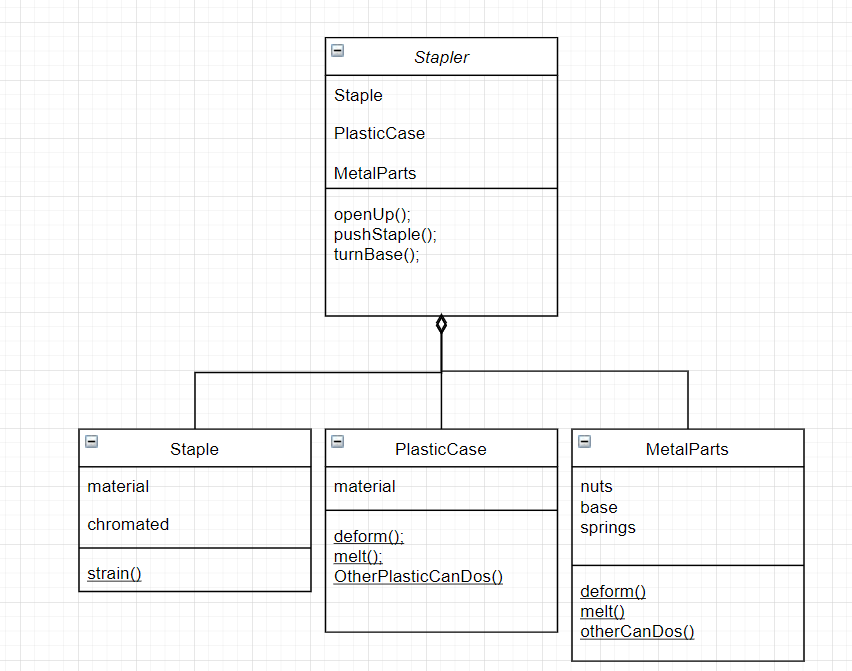 Stapler
Staple
PlasticCase
MetalParts
openUp();
pushStaple();
turnBase();
Staple
material
chromated
strain()
PlasticCase
material
deform();
melt();
OtherPlasticCanDos()
MetalParts
nuts
base
springs
deform()
melt()
otherCanDos()